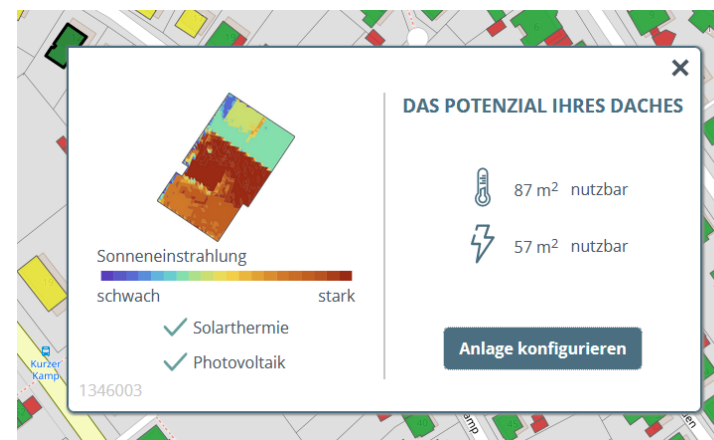 DAS POTENZIAL IHRES DACHES
87 m² nutzbar
57 m² nutzbar
Anlage konfigurieren
Sonneneinstrahlung
schwach stark
Solarthermie
Photovoltaik
1346003
Kurzer
Kamp